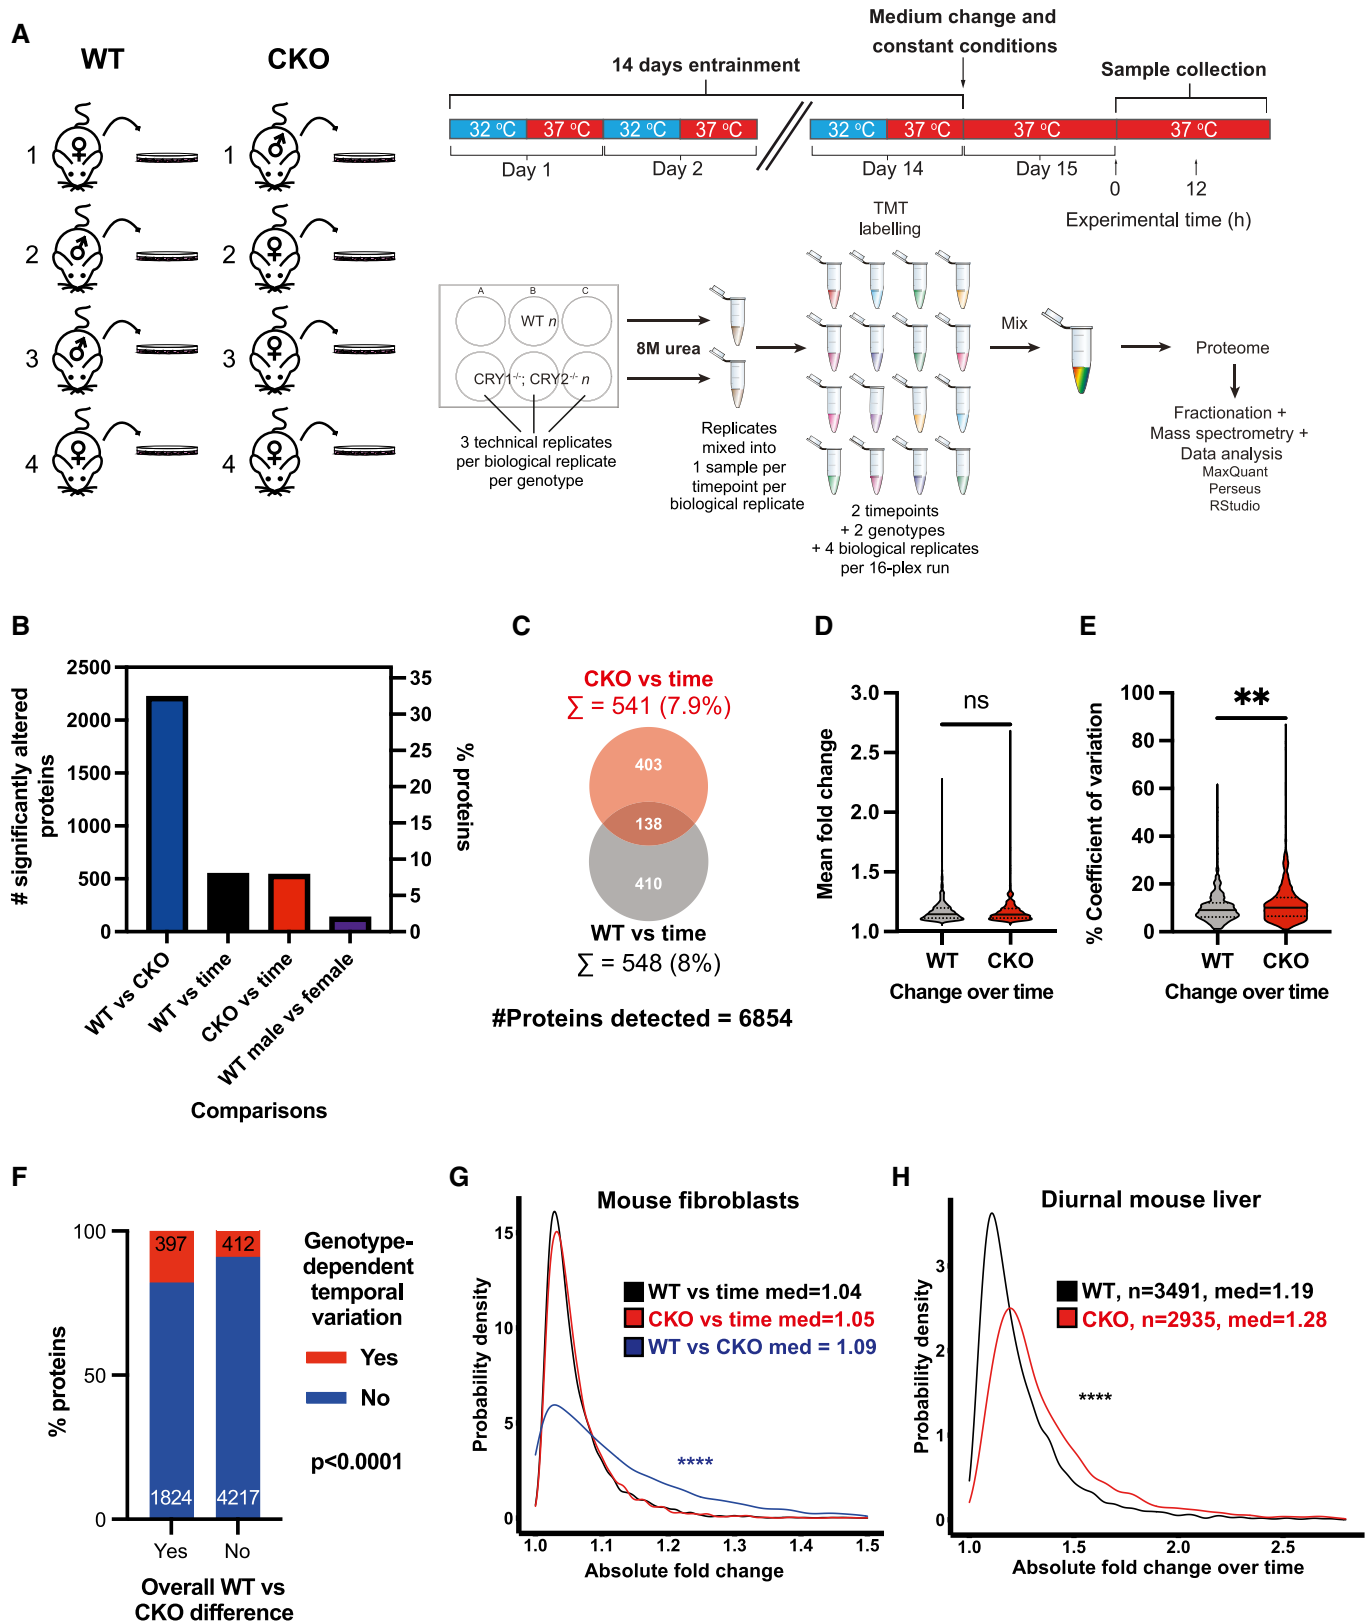 A
WT
CKO
1
2
3
4
1
2
3
4
Medium change and
constant conditions
14 days entrainment
Sample collection
32 °C
37 °C
32 °C
37 °C
32 °C
37 °C
37 °C
37 °C
Day 1
Day 2
Day 14
Day 15
0
12
Experimental time (h)
TMT
labelling
A
B
C
WT n
CRY1-/-; CRY2-/- n
8M urea
3 technical replicates
per biological replicate
per genotype
Replicates
mixed into
1 sample per
timepoint per
biological replicate
2 timepoints
+ 2 genotypes
+ 4 biological replicates
per 16-plex run
Mix
Proteome
Fractionation +
Mass spectrometry +
Data analysis
MaxQuant
Perseus
RStudio
B
# significantly altered
proteins
2500
2000
1500
1000
500
0
35
30
25
20
15
10
5
0
% proteins
WT vs CKO
WT vs time
CKO vs time
WT male vs female
Comparisons
C
CKO vs time
∑ = 541 (7.9%)
403
138
410
WT vs time
∑ = 548 (8%)
#Proteins detected = 6854
D
Mean fold change
3.0
2.5
2.0
1.5
1.0
ns
WT
CKO
Change over time
E
% Coefficient of variation
100
80
60
40
20
0
**
WT
CKO
Change over time
F
% proteins
100
50
0
397
412
1824
4217
Yes
No
Overall WT vs
CKO difference
Genotype-
dependent
temporal
variation
Yes
No
p<0.0001
G
Mouse fibroblasts
Probability density
15
10
5
0
WT vs time med=1.04
CKO vs time med=1.05
WT vs CKO med = 1.09
****
1.0
1.1
1.2
1.3
1.4
1.5
Absolute fold change
H
Diurnal mouse liver
Probability density
3
2
1
0
WT, n=3491, med=1.19
CKO, n=2935, med=1.28
****
1.0
1.5
2.0
2.5
Absolute fold change over time